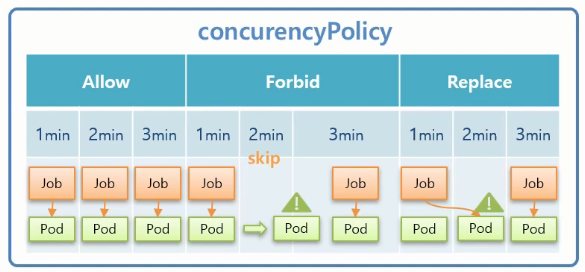 concurencyPolicy
Allow Forbid Replace
1min 2min 3min 1min 2min 3min 1min 2min 3min
skip
Job Job Job Job Job Job Job
Pod Pod Pod Pod Pod Pod Pod Pod Pod